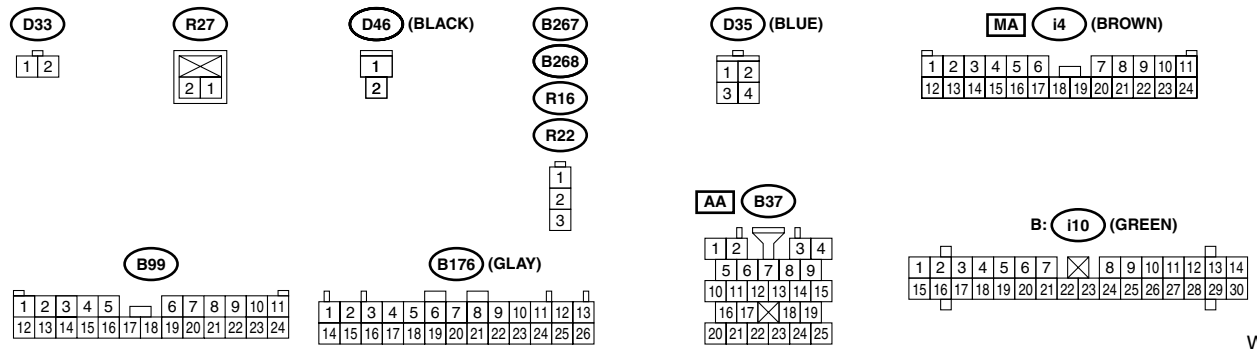 D33
1 2
R27
2 1
D46 (BLACK)
1
2
B267
B268
R16
R22
1
2
3
D35 (BLUE)
1 2
3 4
MA i4 (BROWN)
1 2 3 4 5 6 7 8 9 10 11
12 13 14 15 16 17 18 19 20 21 22 23 24
B99
1 2 3 4 5 6 7 8 9 10 11
12 13 14 15 16 17 18 19 20 21 22 23 24
B176 (GLAY)
1 2 3 4 5 6 7 8 9 10 11 12 13
14 15 16 17 18 19 20 21 22 23 24 25 26
AA B37
1 2 3 4
5 6 7 8 9
10 11 12 13 14 15
16 17 18 19
20 21 22 23 24 25
B: i10 (GREEN)
1 2 3 4 5 6 7 8 9 10 11 12 13 14
15 16 17 18 19 20 21 22 23 24 25 26 27 28 29 30